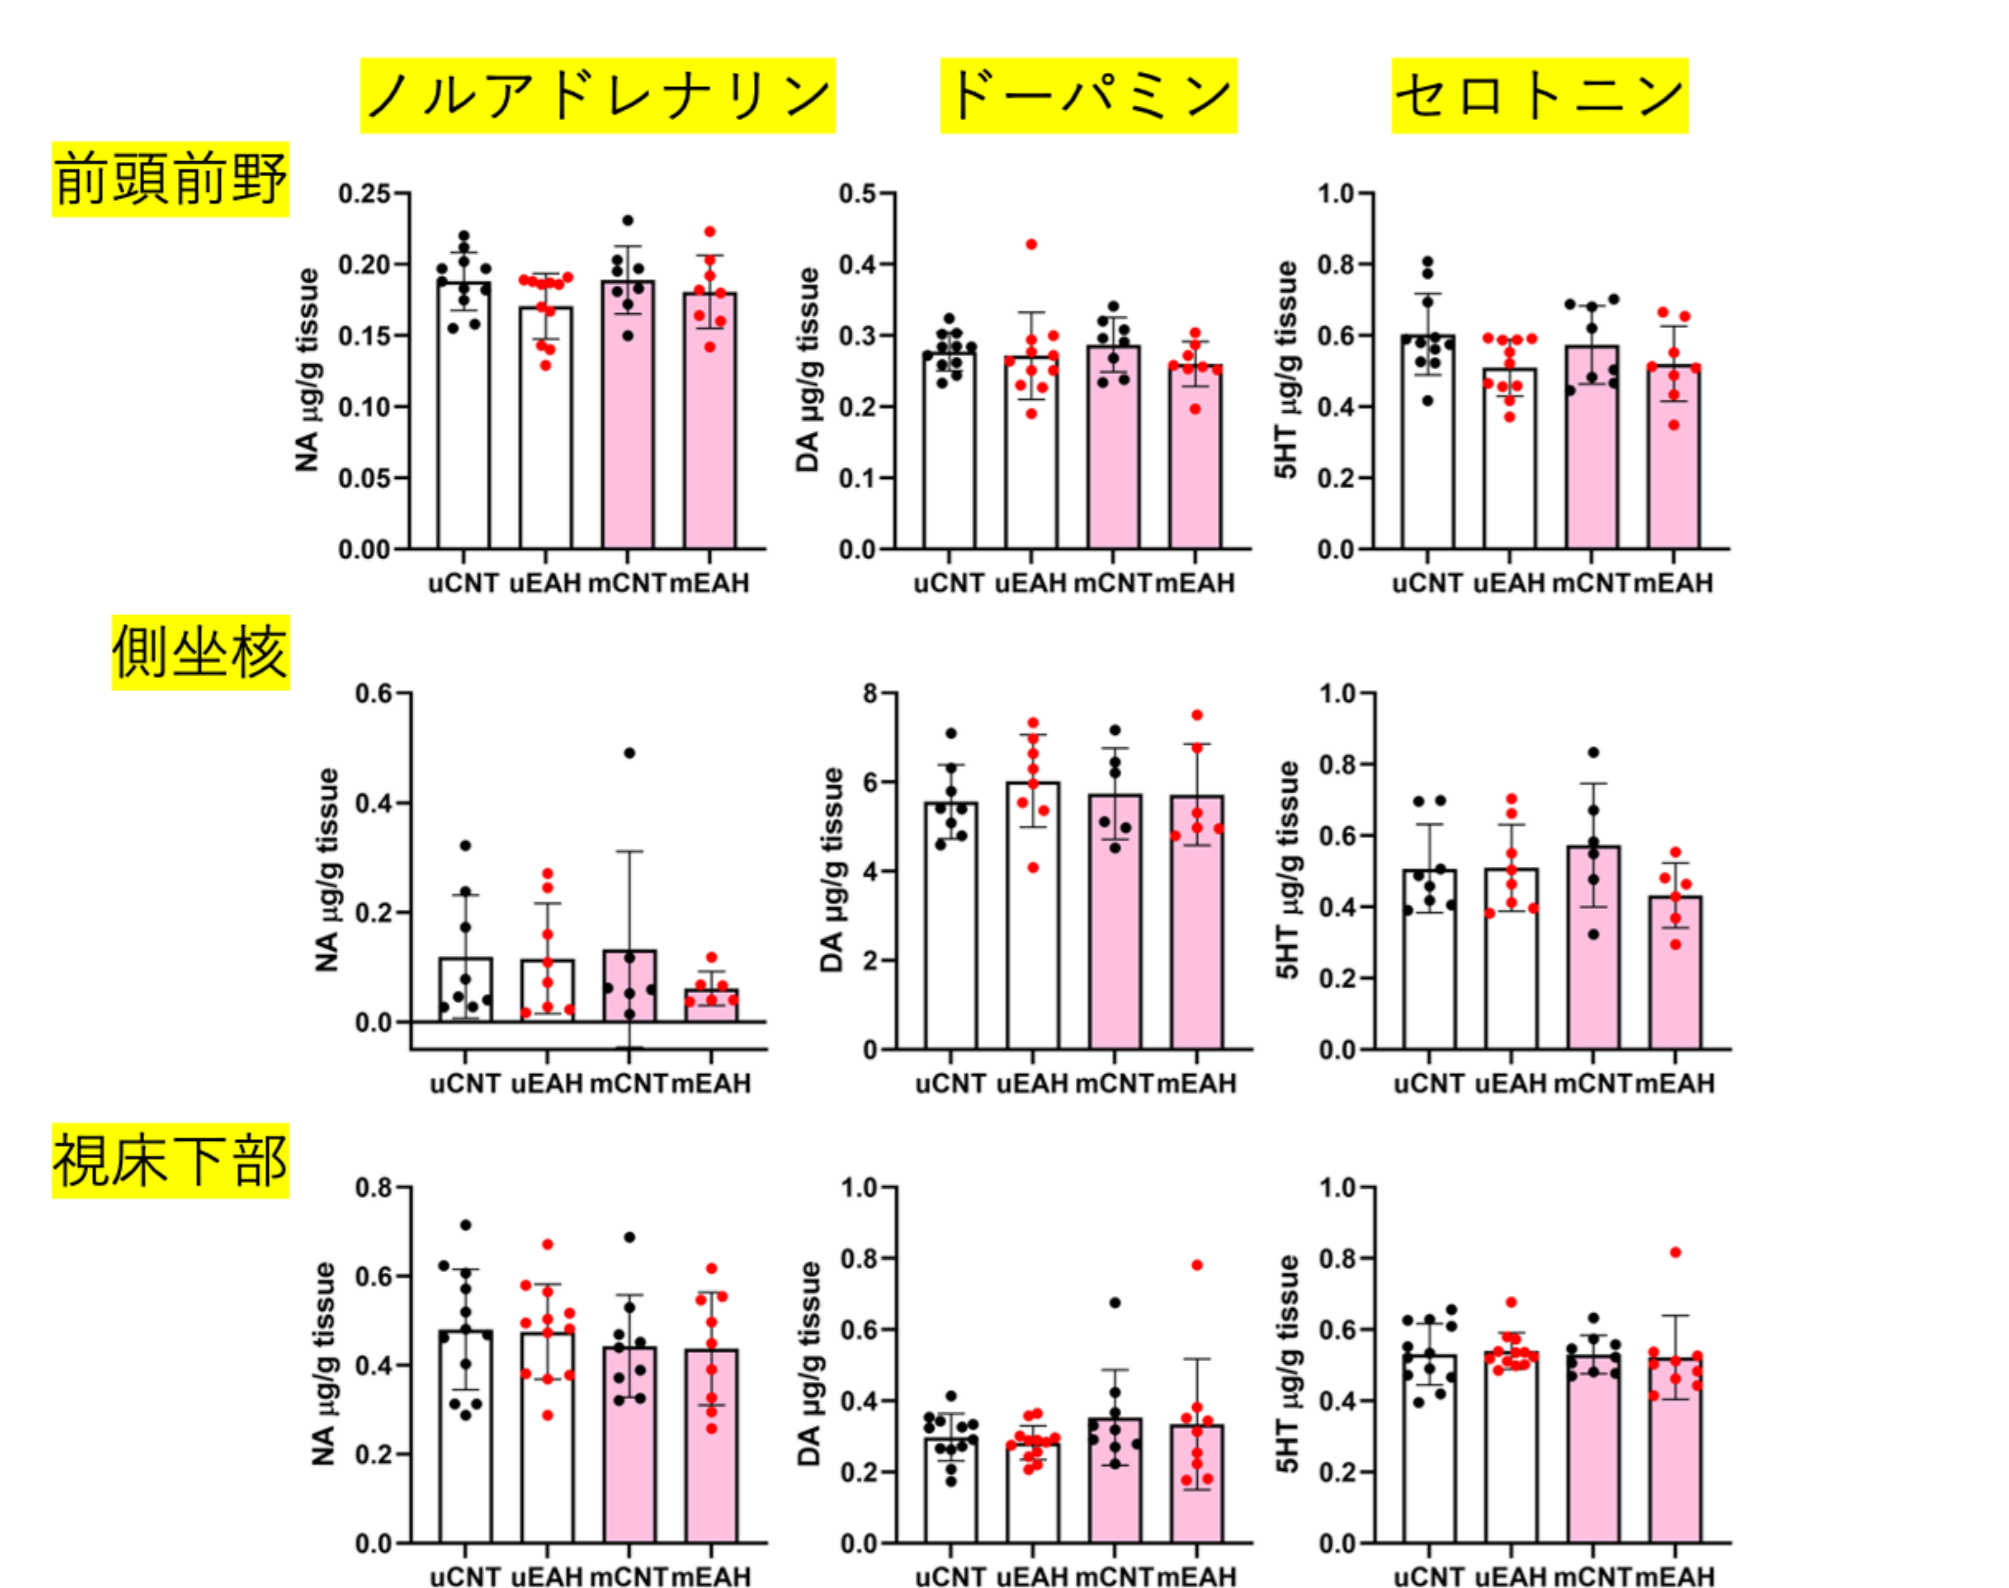 ノルアドレナリン ドーパミン セロトニン
前頭前野
NA µg/g tissue
0.25
0.20
0.15
0.10
0.05
0.00
uCNT uEAH mCNT mEAH
DA µg/g tissue
0.5
0.4
0.3
0.2
0.1
0.0
uCNT uEAH mCNT mEAH
5HT µg/g tissue
1.0
0.8
0.6
0.4
0.2
0.0
uCNT uEAH mCNT mEAH
側坐核
NA µg/g tissue
0.6
0.4
0.2
0.0
uCNT uEAH mCNT mEAH
DA µg/g tissue
8
6
4
2
0
uCNT uEAH mCNT mEAH
5HT µg/g tissue
1.0
0.8
0.6
0.4
0.2
0.0
uCNT uEAH mCNT mEAH
視床下部
NA µg/g tissue
0.8
0.6
0.4
0.2
0.0
uCNT uEAH mCNT mEAH
DA µg/g tissue
1.0
0.8
0.6
0.4
0.2
0.0
uCNT uEAH mCNT mEAH
5HT µg/g tissue
1.0
0.8
0.6
0.4
0.2
0.0
uCNT uEAH mCNT mEAH